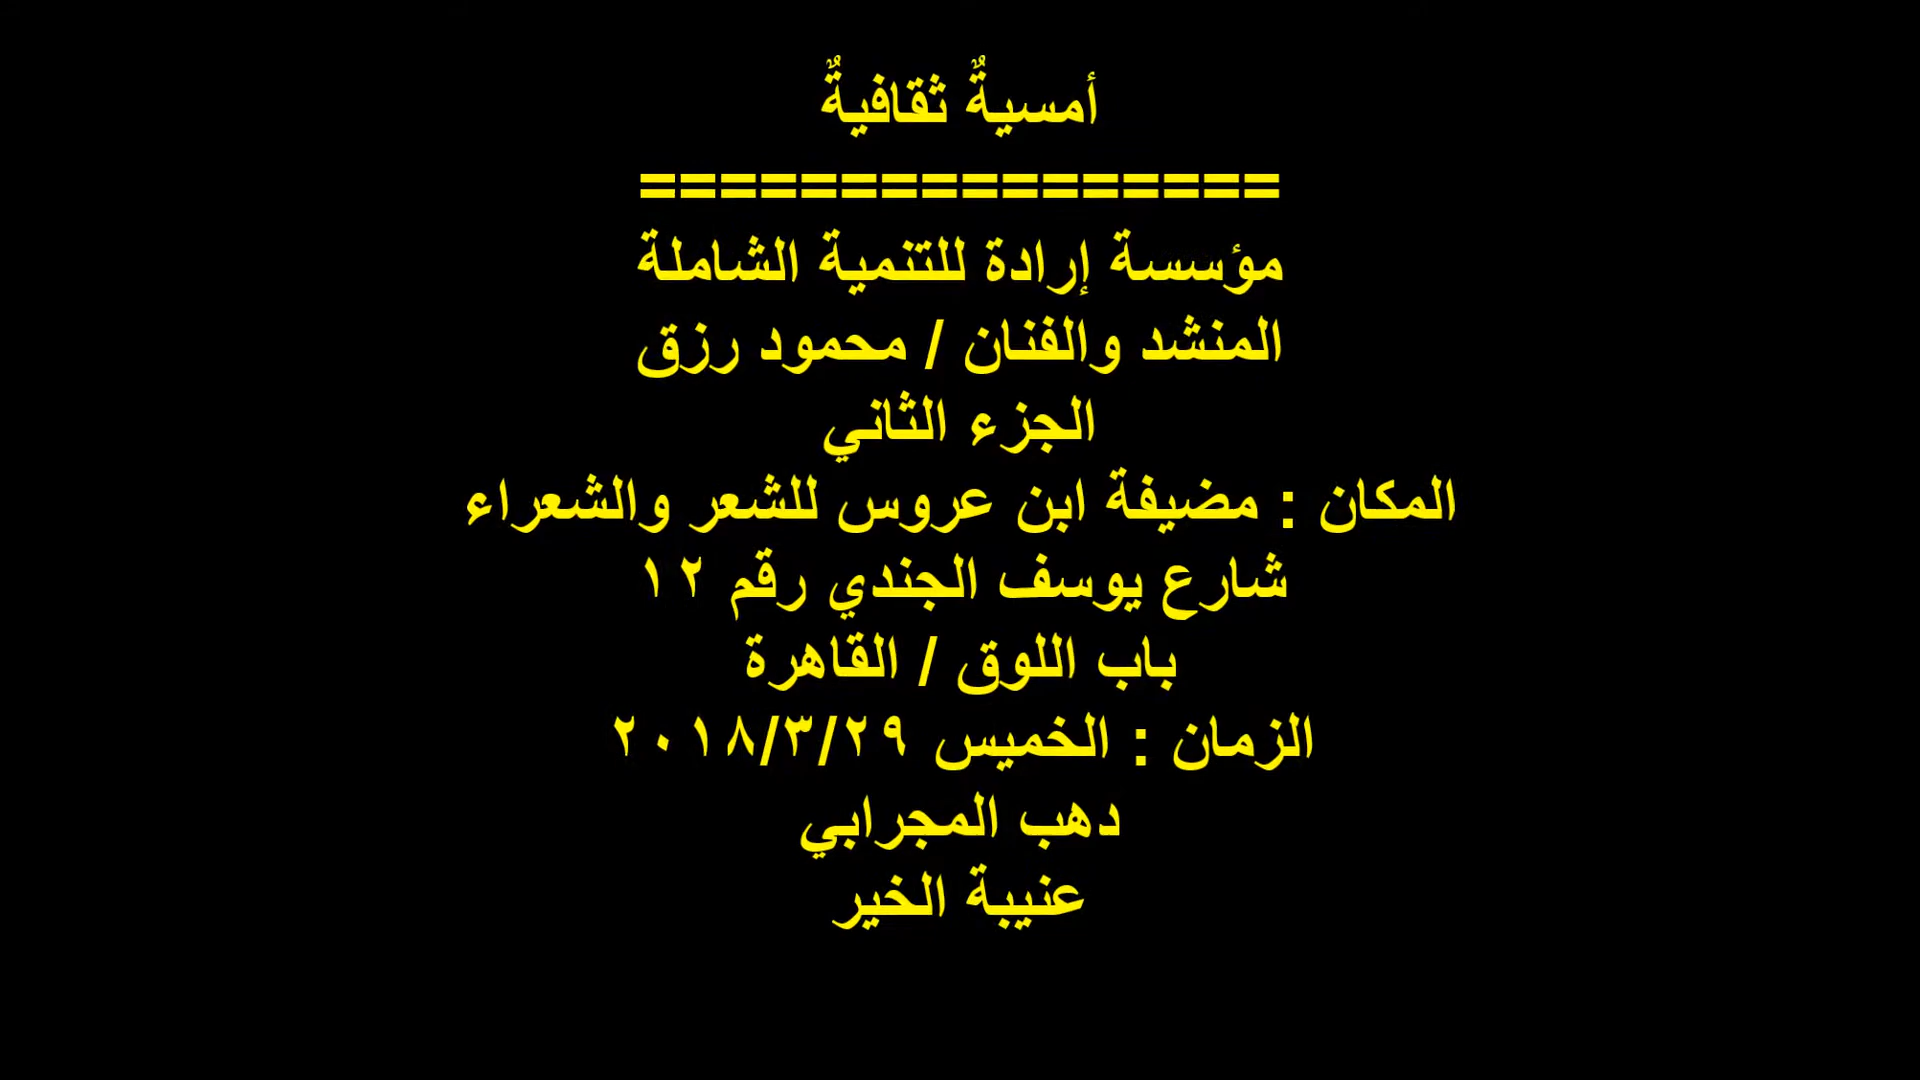 أمسيةٌ ثقافيةٌ
================
مؤسسة إرادة للتنمية الشاملة
المنشد والفنان / محمود رزق
الجزء الثاني
المكان : مضيفة ابن عروس للشعر والشعراء
شارع يوسف الجندي رقم ١٢
باب اللوق / القاهرة
الزمان : الخميس ٢٠١٨/٣/٢٩
دهب المجرابي
عنيبة الخير